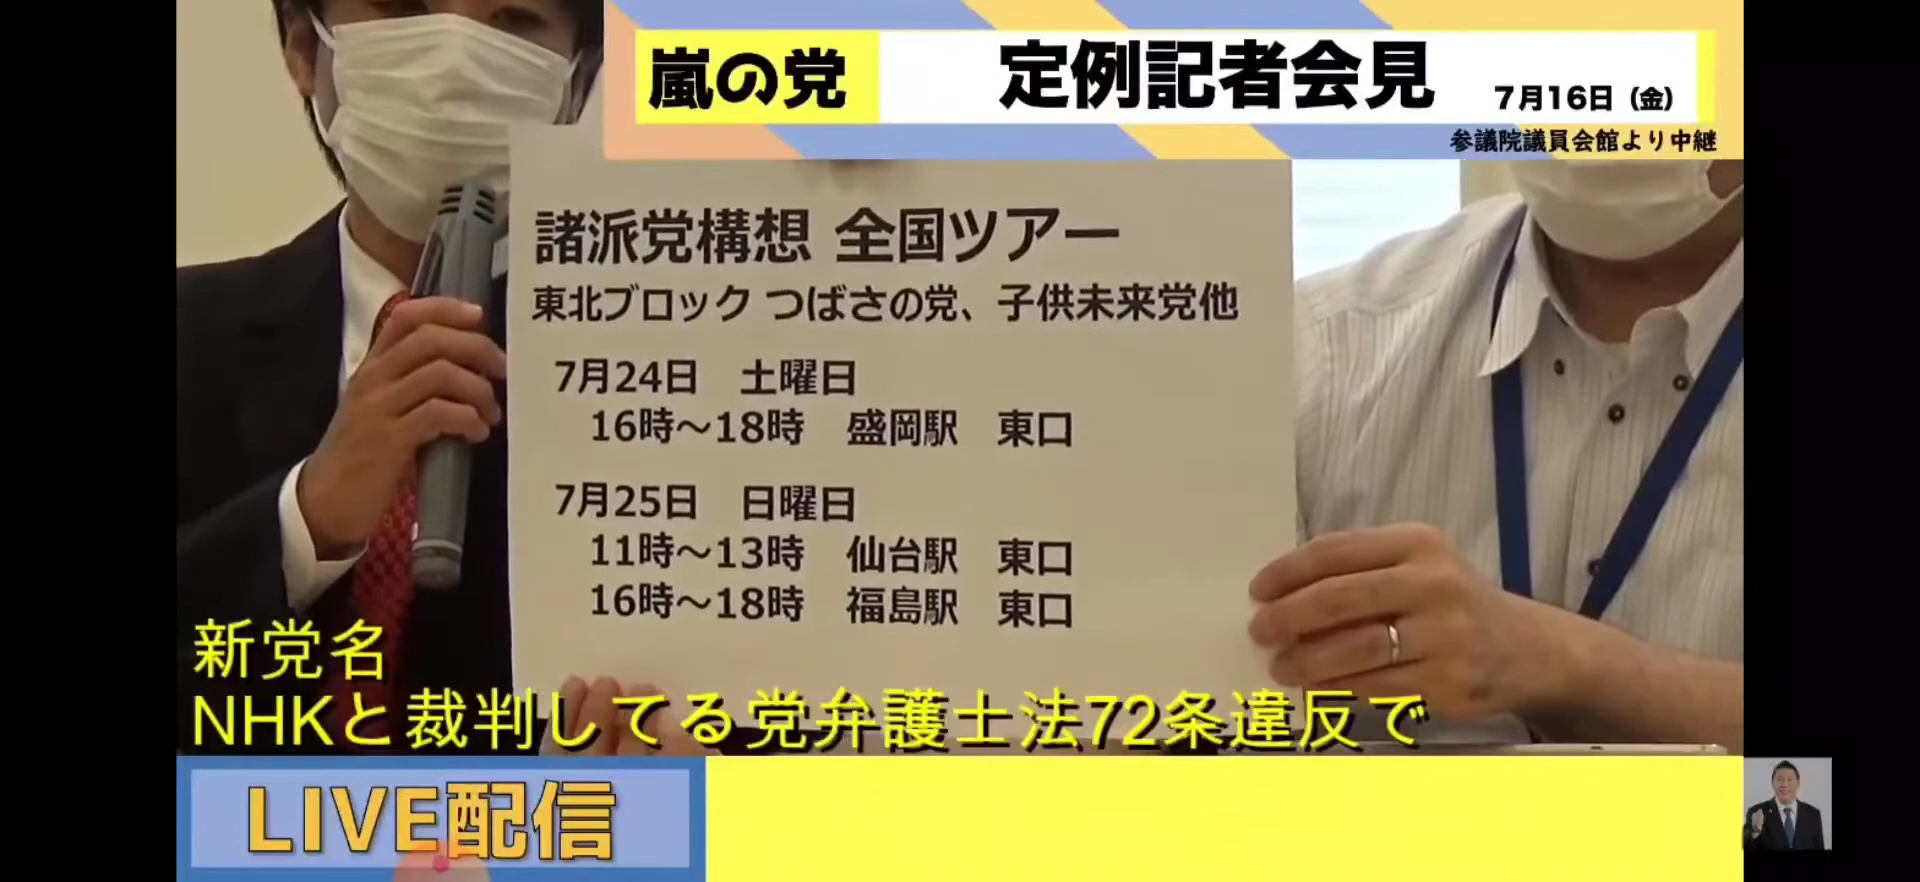 嵐の党 定例記者会見 7月16日（金）
参議院議員会館より中継
諸派党構想 全国ツアー
東北ブロック つばさの党、子供未来党他
7月24日 土曜日
16時～18時 盛岡駅 東口
7月25日 日曜日
11時～13時 仙台駅 東口
16時～18時 福島駅 東口
新党名
NHKと裁判してる党弁護士法72条違反で
LIVE配信